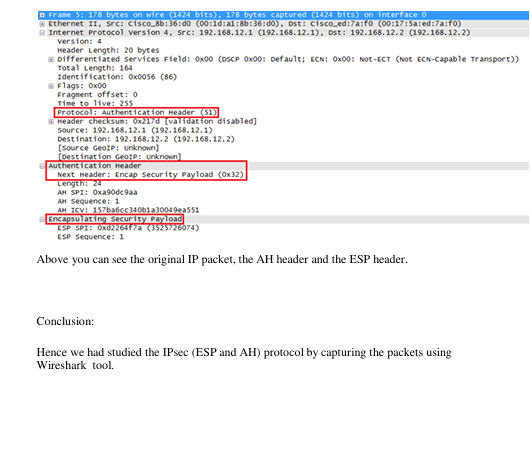 Frame 5: 178 bytes on wire (1424 bits), 178 bytes captured (1424 bits) on interface 0
Ethernet II, Src: Cisco_8b:36:d0 (00:1d:a1:8b:36:d0), Dst: Cisco_ed:7a:f0 (00:17:5a:ed:7a:f0)
Internet Protocol Version 4, Src: 192.168.12.1 (192.168.12.1), Dst: 192.168.12.2 (192.168.12.2)
Version: 4
Header Length: 20 bytes
Differentiated Services Field: 0x00 (DSCP 0x00: Default; ECN: 0x00: Not-ECT (Not ECN-Capable Transport))
Total Length: 164
Identification: 0x0056 (86)
Flags: 0x00
Fragment offset: 0
Time to live: 255
Protocol: Authentication Header (51)
Header checksum: 0x217d [validation disabled]
Source: 192.168.12.1 (192.168.12.1)
Destination: 192.168.12.2 (192.168.12.2)
[Source GeoIP: Unknown]
[Destination GeoIP: Unknown]
Authentication Header
Next Header: Encap Security Payload (0x32)
Length: 24
AH SPI: 0xa90dc9aa
AH Sequence: 1
AH ICV: 157ba6cc340b1a30049ea551
Encapsulating Security Payload
ESP SPI: 0xd2264f7a (3525726074)
ESP Sequence: 1
Above you can see the original IP packet, the AH header and the ESP header.
Conclusion:
Hence we had studied the IPsec (ESP and AH) protocol by capturing the packets using
Wireshark tool.